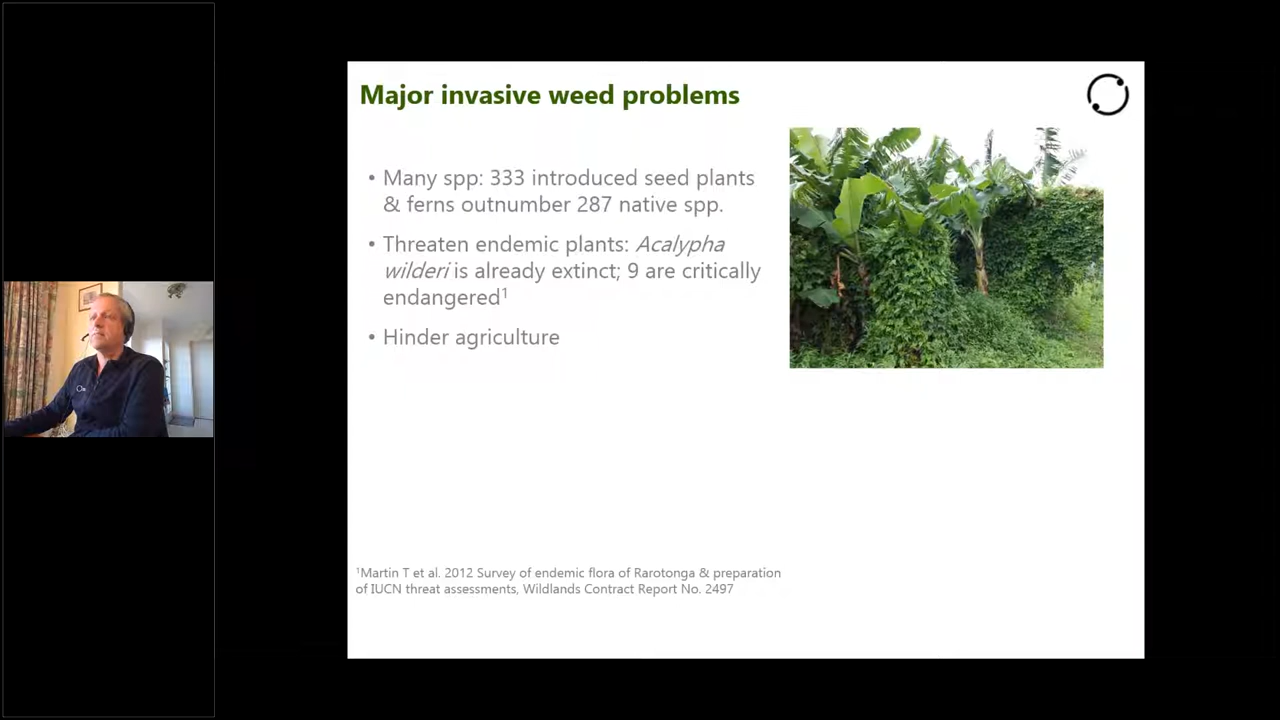 Major invasive weed problems
• Many spp: 333 introduced seed plants
& ferns outnumber 287 native spp.
• Threaten endemic plants: Acalypha
wilderi is already extinct; 9 are critically
endangered¹
• Hinder agriculture
¹Martin T et al. 2012 Survey of endemic flora of Rarotonga & preparation
of IUCN threat assessments, Wildlands Contract Report No. 2497